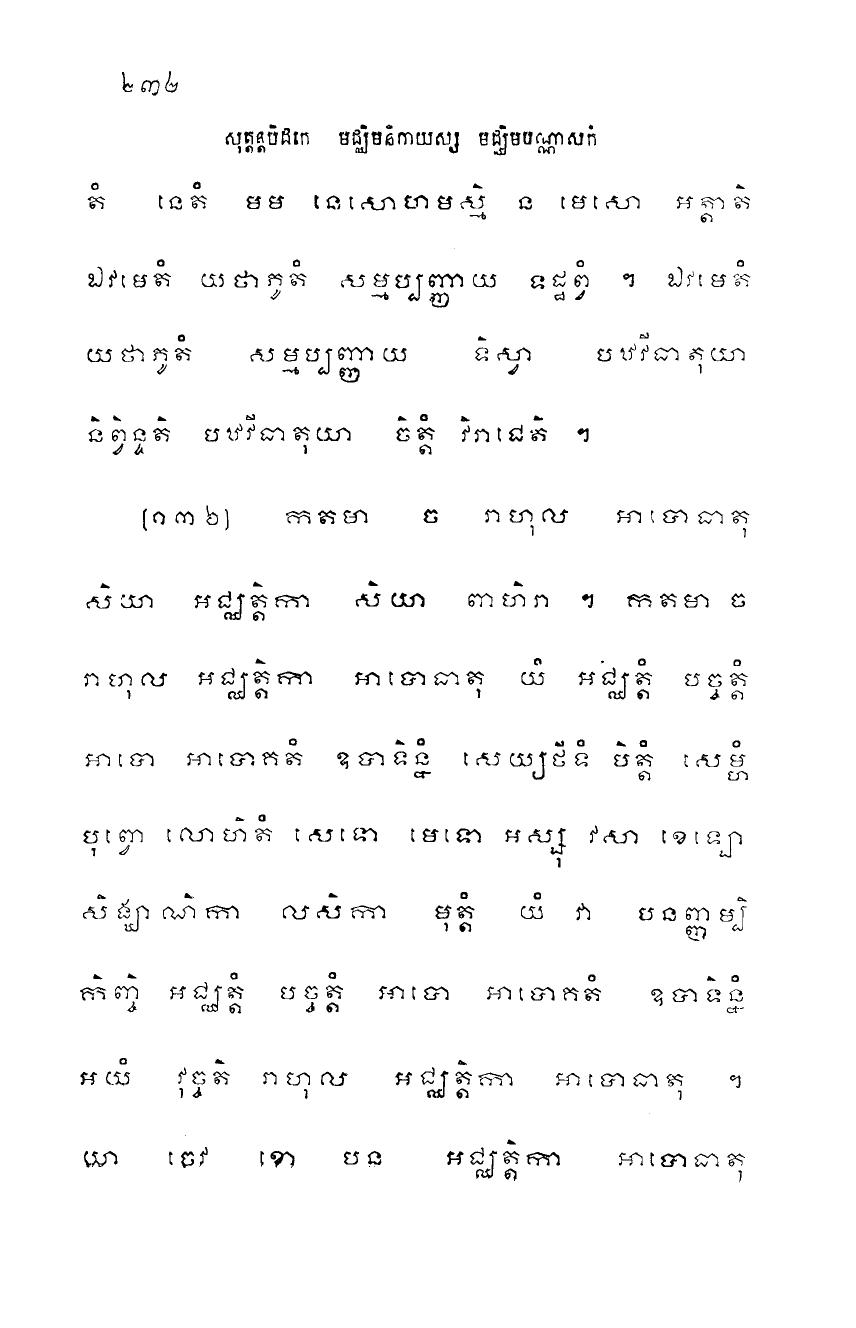 ២៣៤
សុត្តន្តបិដកេ មជ្ឈិមនិកាយស្ស មជ្ឈិមបណ្ណាសកំ
តំ នេតំ មម នេសោហមស្មិ ន មេសោ អត្តាតិ
ឯវមេតំ យថាភូតំ សម្មប្បញ្ញាយ ទដ្ឋព្វំ ។ ឯវមេតំ
យថាភូតំ សម្មប្បញ្ញាយ ទិស្វា បឋវីធាតុយា
និព្វិន្ទតិ បឋវីធាតុយា ចិត្តំ វិរាជេតិ ។
(១៣៦) កតមា ច រាហុល អាបោធាតុ
សិយា អជ្ឈត្តិកា សិយា ពាហិរា ។ កតមា ច
រាហុល អជ្ឈត្តិកា អាបោធាតុ យំ អជ្ឈត្តំ បច្ចត្តំ
អាបោ អាបោគតំ ឧបាទិន្នំ សេយ្យថីទំ បិត្តំ សេម្ហំ
បុព្វោ លោហិតំ សេទោ មេទោ អស្សុ វសា ខេឡោ
សិង្ឃាណិកា លសិកា មុត្តំ យំ វា បនញ្ញម្បិ
កិញ្ចិ អជ្ឈត្តំ បច្ចត្តំ អាបោ អាបោគតំ ឧបាទិន្នំ
អយំ វុច្ចតិ រាហុល អជ្ឈត្តិកា អាបោធាតុ ។
យា ចេវ ខោ បន អជ្ឈត្តិកា អាបោធាតុ